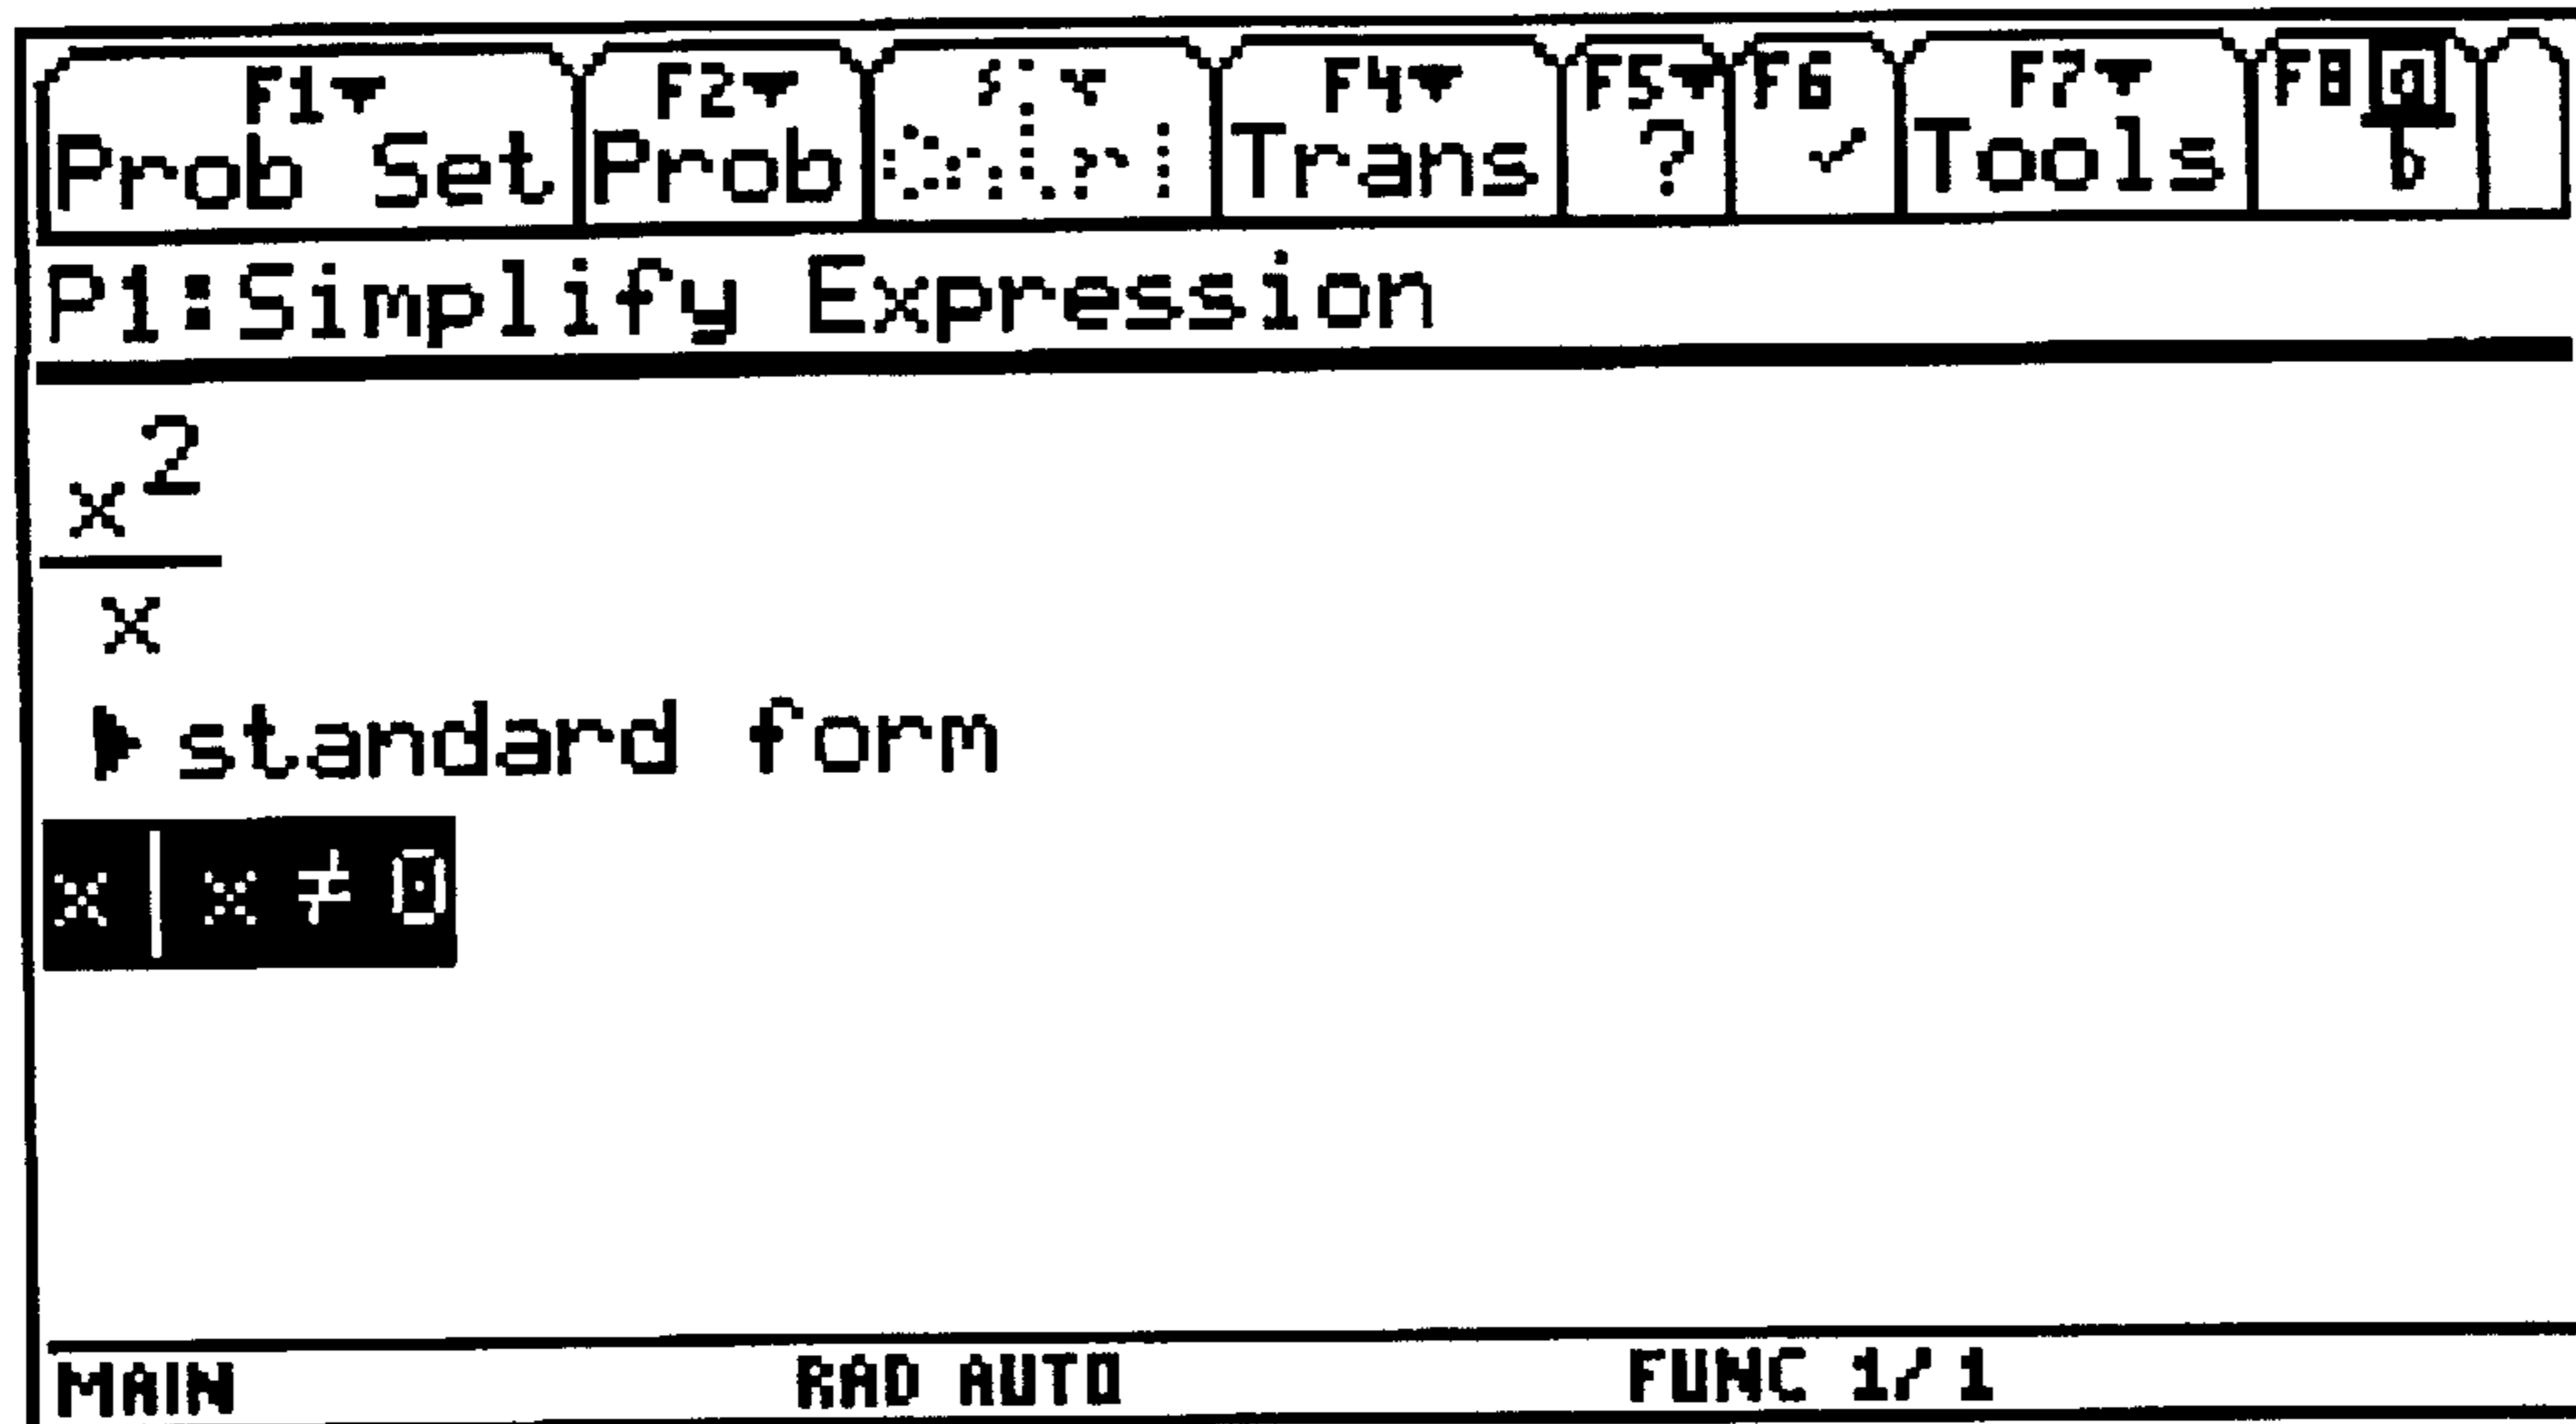 F1▼ F2▼ F4▼ F5▼ F6 F7▼ F8 a
Prob Set Prob Trans ? ✓ Tools b
P1:Simplify Expression
x²
x
▶standard form
x | x ≠ 0
MAIN RAD AUTO FUNC 1/1